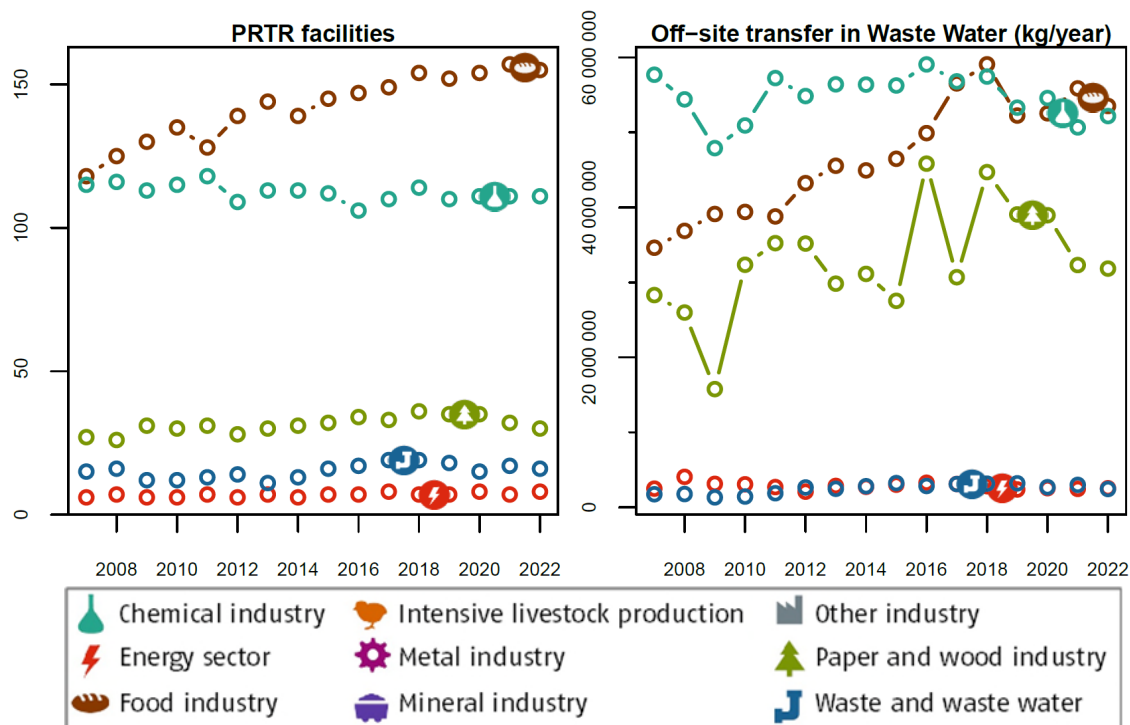 PRTR facilities
150
100
50
0
2008 2010 2012 2014 2016 2018 2020 2022
Off−site transfer in Waste Water (kg/year)
60 000 000
40 000 000
20 000 000
0
2008 2010 2012 2014 2016 2018 2020 2022
Chemical industry Intensive livestock production Other industry
Energy sector Metal industry Paper and wood industry
Food industry Mineral industry Waste and waste water